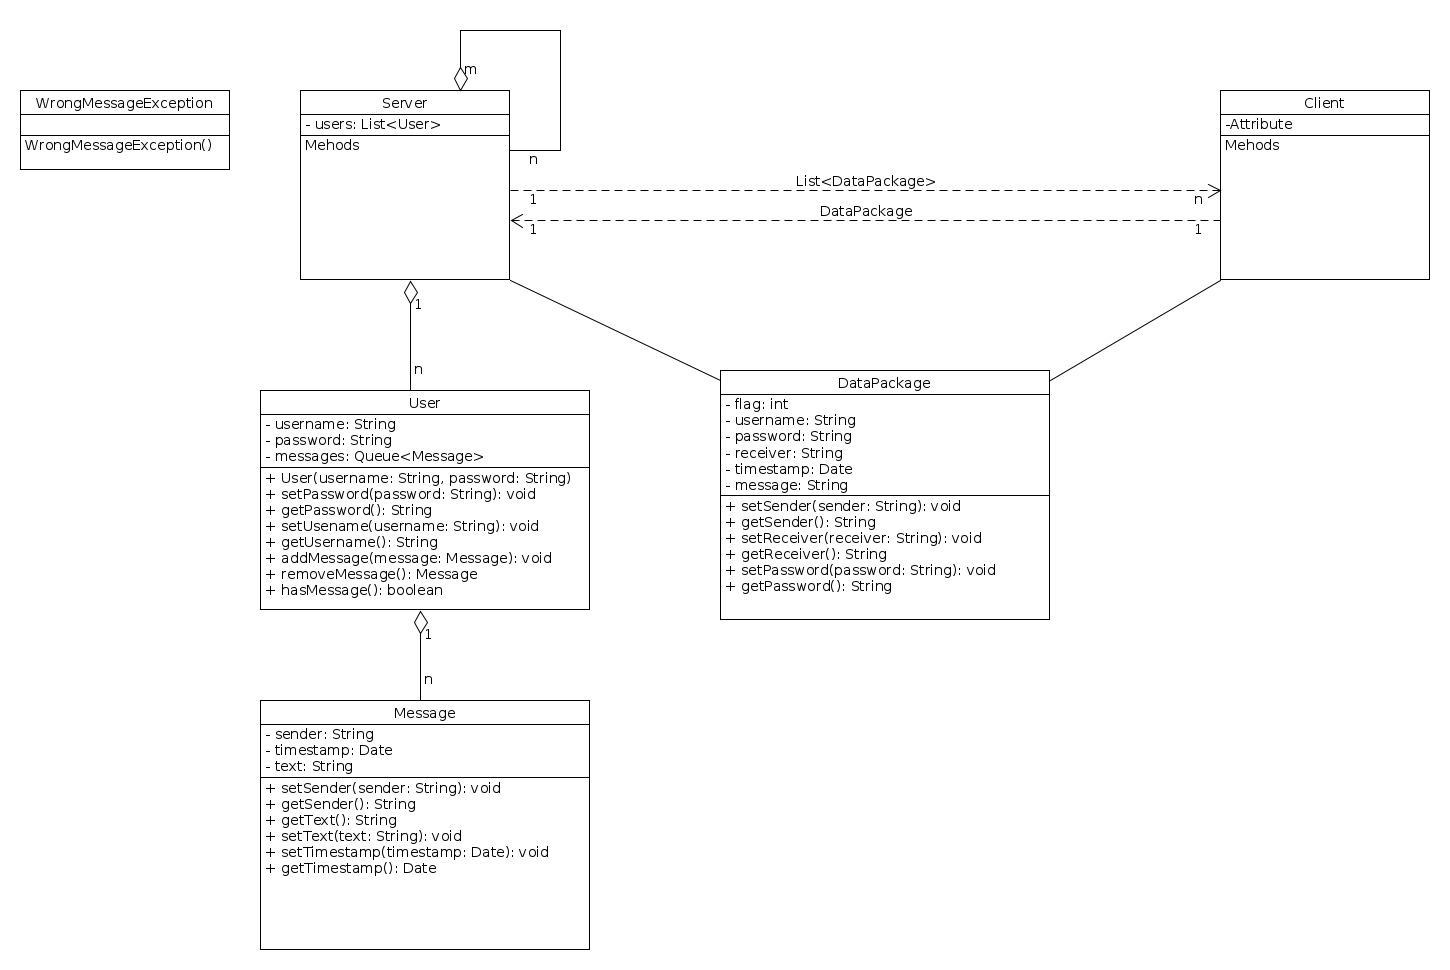 m
WrongMessageException
WrongMessageException()
Server
- users: List<User>
Mehods
n
Client
-Attribute
Mehods
List<DataPackage>
1
n
DataPackage
1
1
1
n
User
- username: String
- password: String
- messages: Queue<Message>
+ User(username: String, password: String)
+ setPassword(password: String): void
+ getPassword(): String
+ setUsename(username: String): void
+ getUsername(): String
+ addMessage(message: Message): void
+ removeMessage(): Message
+ hasMessage(): boolean
DataPackage
- flag: int
- username: String
- password: String
- receiver: String
- timestamp: Date
- message: String
+ setSender(sender: String): void
+ getSender(): String
+ setReceiver(receiver: String): void
+ getReceiver(): String
+ setPassword(password: String): void
+ getPassword(): String
1
n
Message
- sender: String
- timestamp: Date
- text: String
+ setSender(sender: String): void
+ getSender(): String
+ getText(): String
+ setText(text: String): void
+ setTimestamp(timestamp: Date): void
+ getTimestamp(): Date